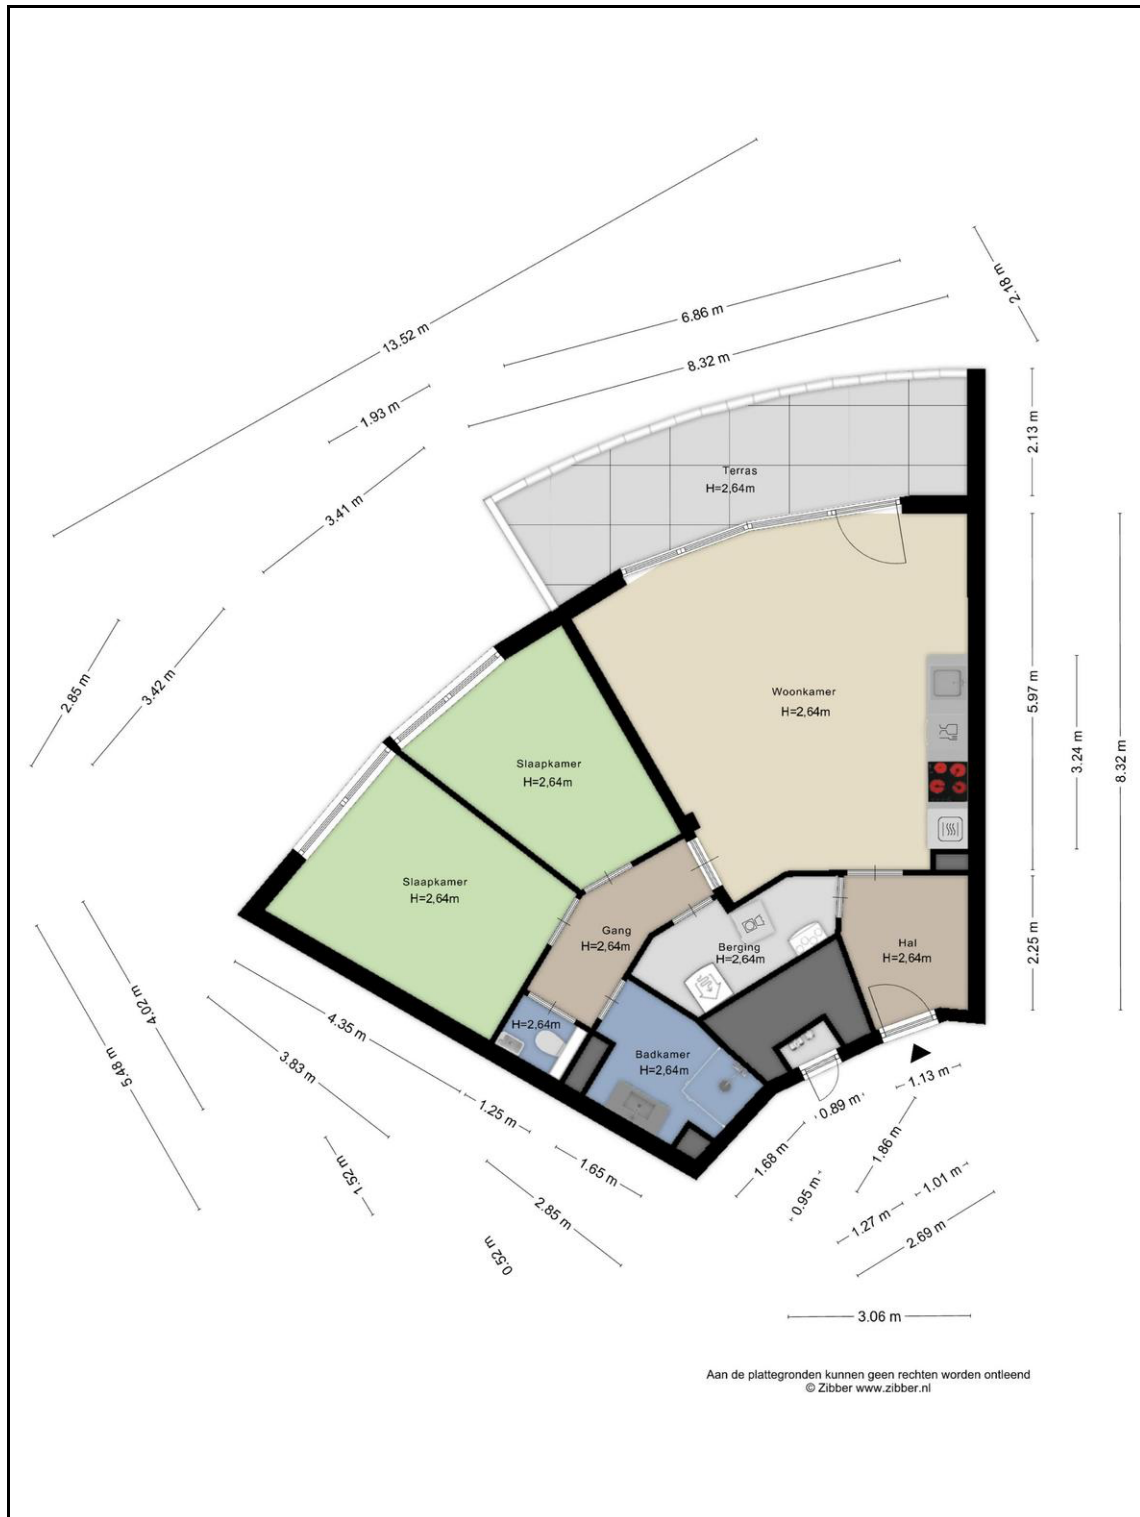 13.52 m
6.86 m
8.32 m
2.18 m
1.93 m
3.41 m
2.13 m
Terras
H=2,64m
2.85 m
3.42 m
Woonkamer
H=2,64m
5.97 m
3.24 m
8.32 m
Slaapkamer
H=2,64m
Slaapkamer
H=2,64m
Gang
H=2,64m
Berging
H=2,64m
Hal
H=2,64m
2.25 m
H=2.64m
Badkamer
H=2,64m
4.02 m
5.48 m
4.35 m
3.83 m
1.25 m
1.52 m
1.65 m
2.85 m
0.52 m
1.13 m
0.89 m
1.68 m
1.86 m
0.95 m
1.01 m
1.27 m
2.69 m
3.06 m
Aan de plattegronden kunnen geen rechten worden ontleend
© Zibber www.zibber.nl